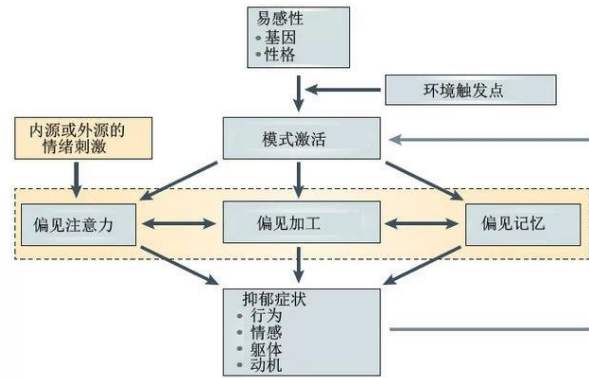 易感性
• 基因
• 性格
环境触发点
内源或外源的
情绪刺激
模式激活
偏见注意力
偏见加工
偏见记忆
抑郁症状
• 行为
• 情感
• 躯体
• 动机